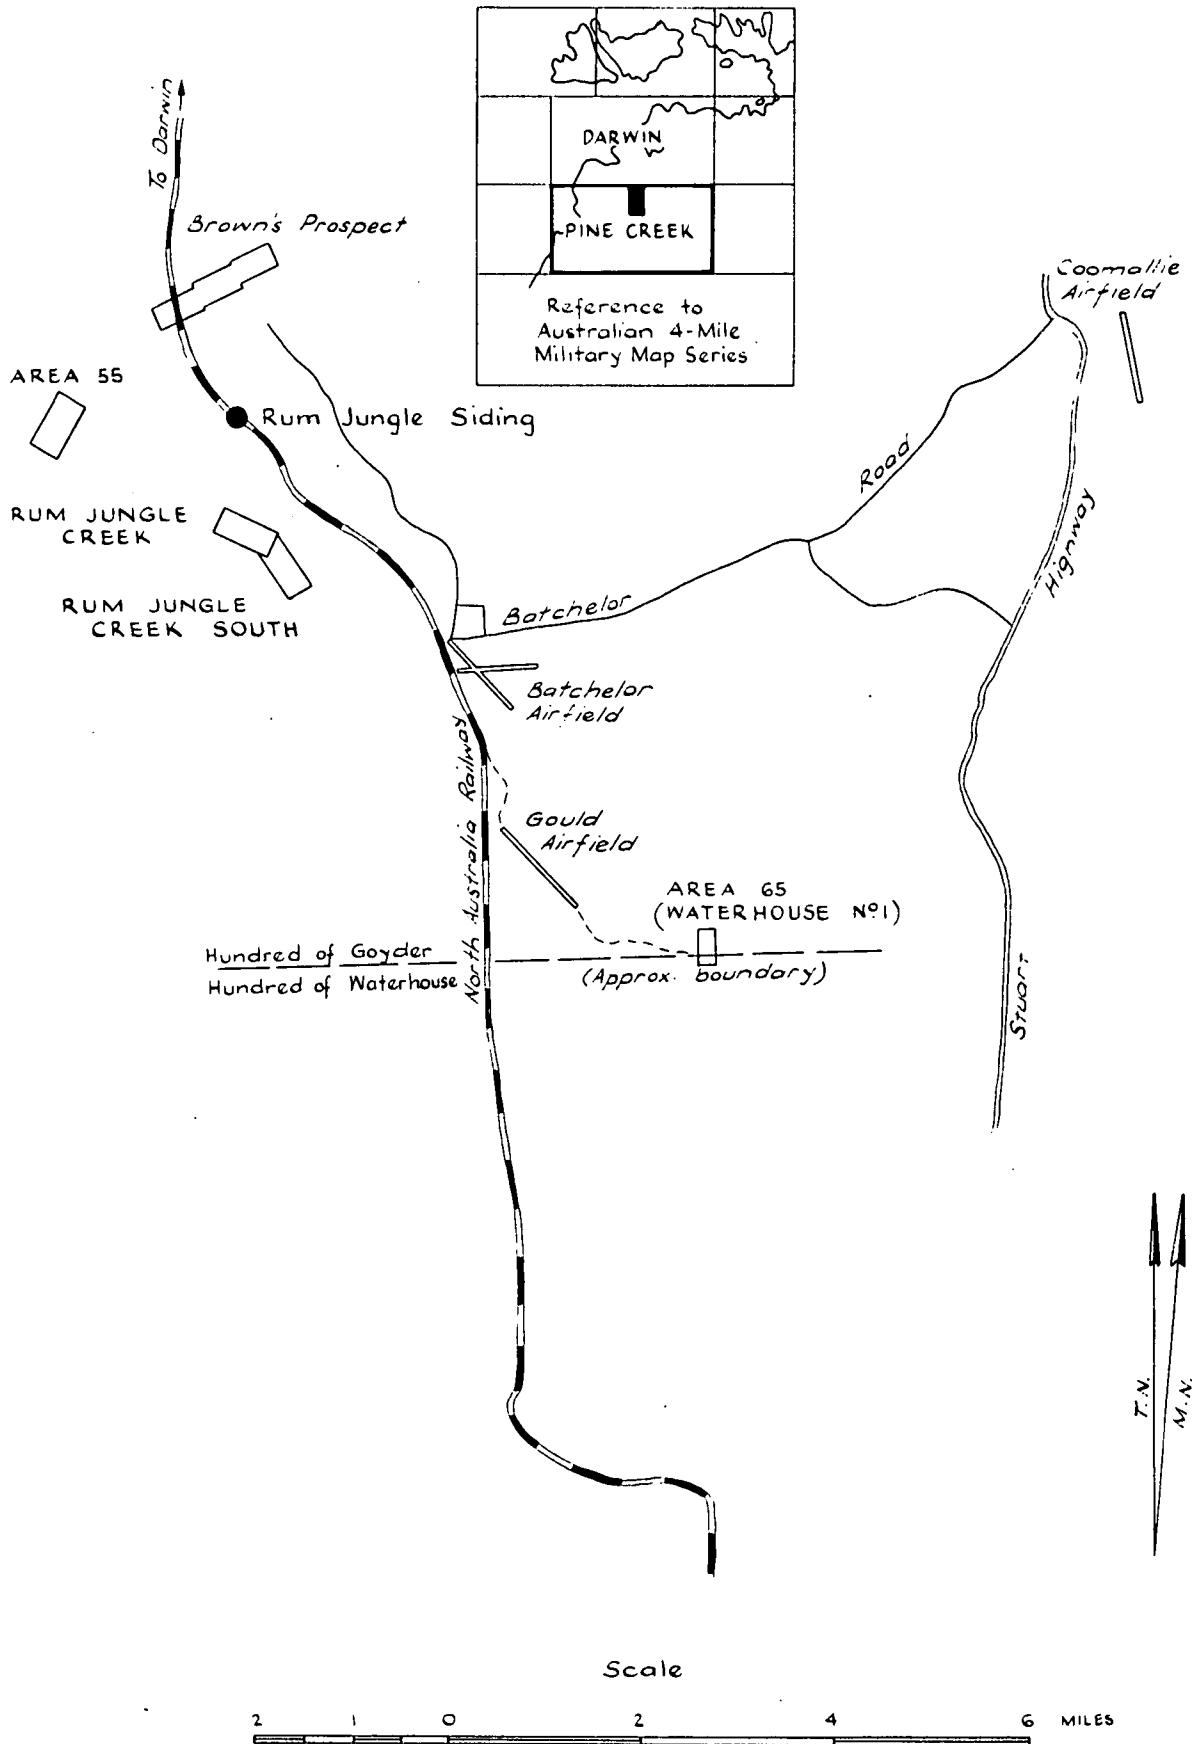 To Darwin
DARWIN
PINE CREEK
Reference to
Australian 4-Mile
Military Map Series
Brown's Prospect
Coomallie
Airfield
AREA 55
Rum Jungle Siding
Road
Highway
RUM JUNGLE
CREEK
RUM JUNGLE
CREEK SOUTH
Batchelor
Batchelor
Airfield
North Australia Railway
Gould
Airfield
AREA 65
(WATERHOUSE No1)
Hundred of Goyder
Hundred of Waterhouse
(Approx. boundary)
Stuart
T.N.
M.N.
Scale
2 1 0 2 4 6 MILES